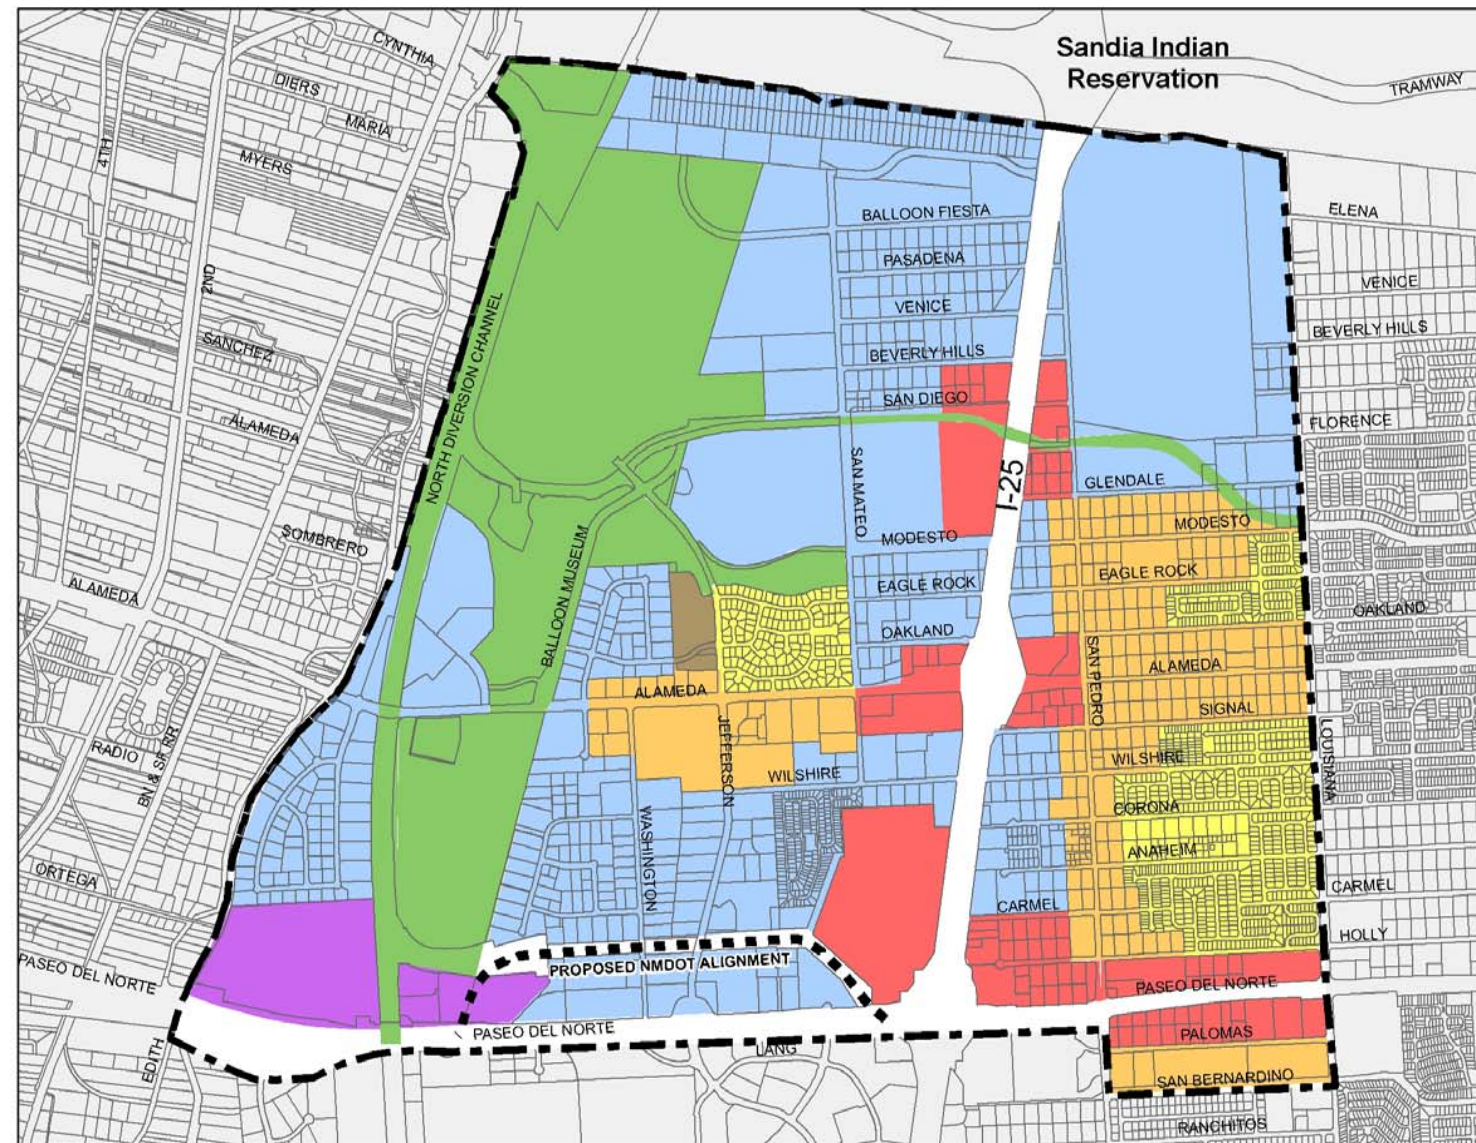 Sandia Indian
Reservation
TRAMWAY
CYNTHIA
DIERS
MARIA
MYERS
4TH
2ND
SANCHEZ
ALAMEDA
SOMBRERO
ALAMEDA
RADIO
BN & SF RR
ORTEGA
PASEO DEL NORTE
EDITH
NORTH DIVERSION CHANNEL
BALLOON MUSEUM
BALLOON FIESTA
PASADENA
VENICE
BEVERLY HILLS
SAN DIEGO
SAN MATEO
I-25
GLENDALE
MODESTO
MODESTO
EAGLE ROCK
EAGLE ROCK
OAKLAND
ALAMEDA
SAN PEDRO
ALAMEDA
SIGNAL
JEFFERSON
WILSHIRE
WILSHIRE
CORONA
WASHINGTON
ANAHEIM
CARMEL
PROPOSED NMDOT ALIGNMENT
PASEO DEL NORTE
PASEO DEL NORTE
LANG
PALOMAS
SAN BERNARDINO
RANCHITOS
ELENA
VENICE
BEVERLY HILLS
FLORENCE
OAKLAND
LOUISIANA
CARMEL
HOLLY